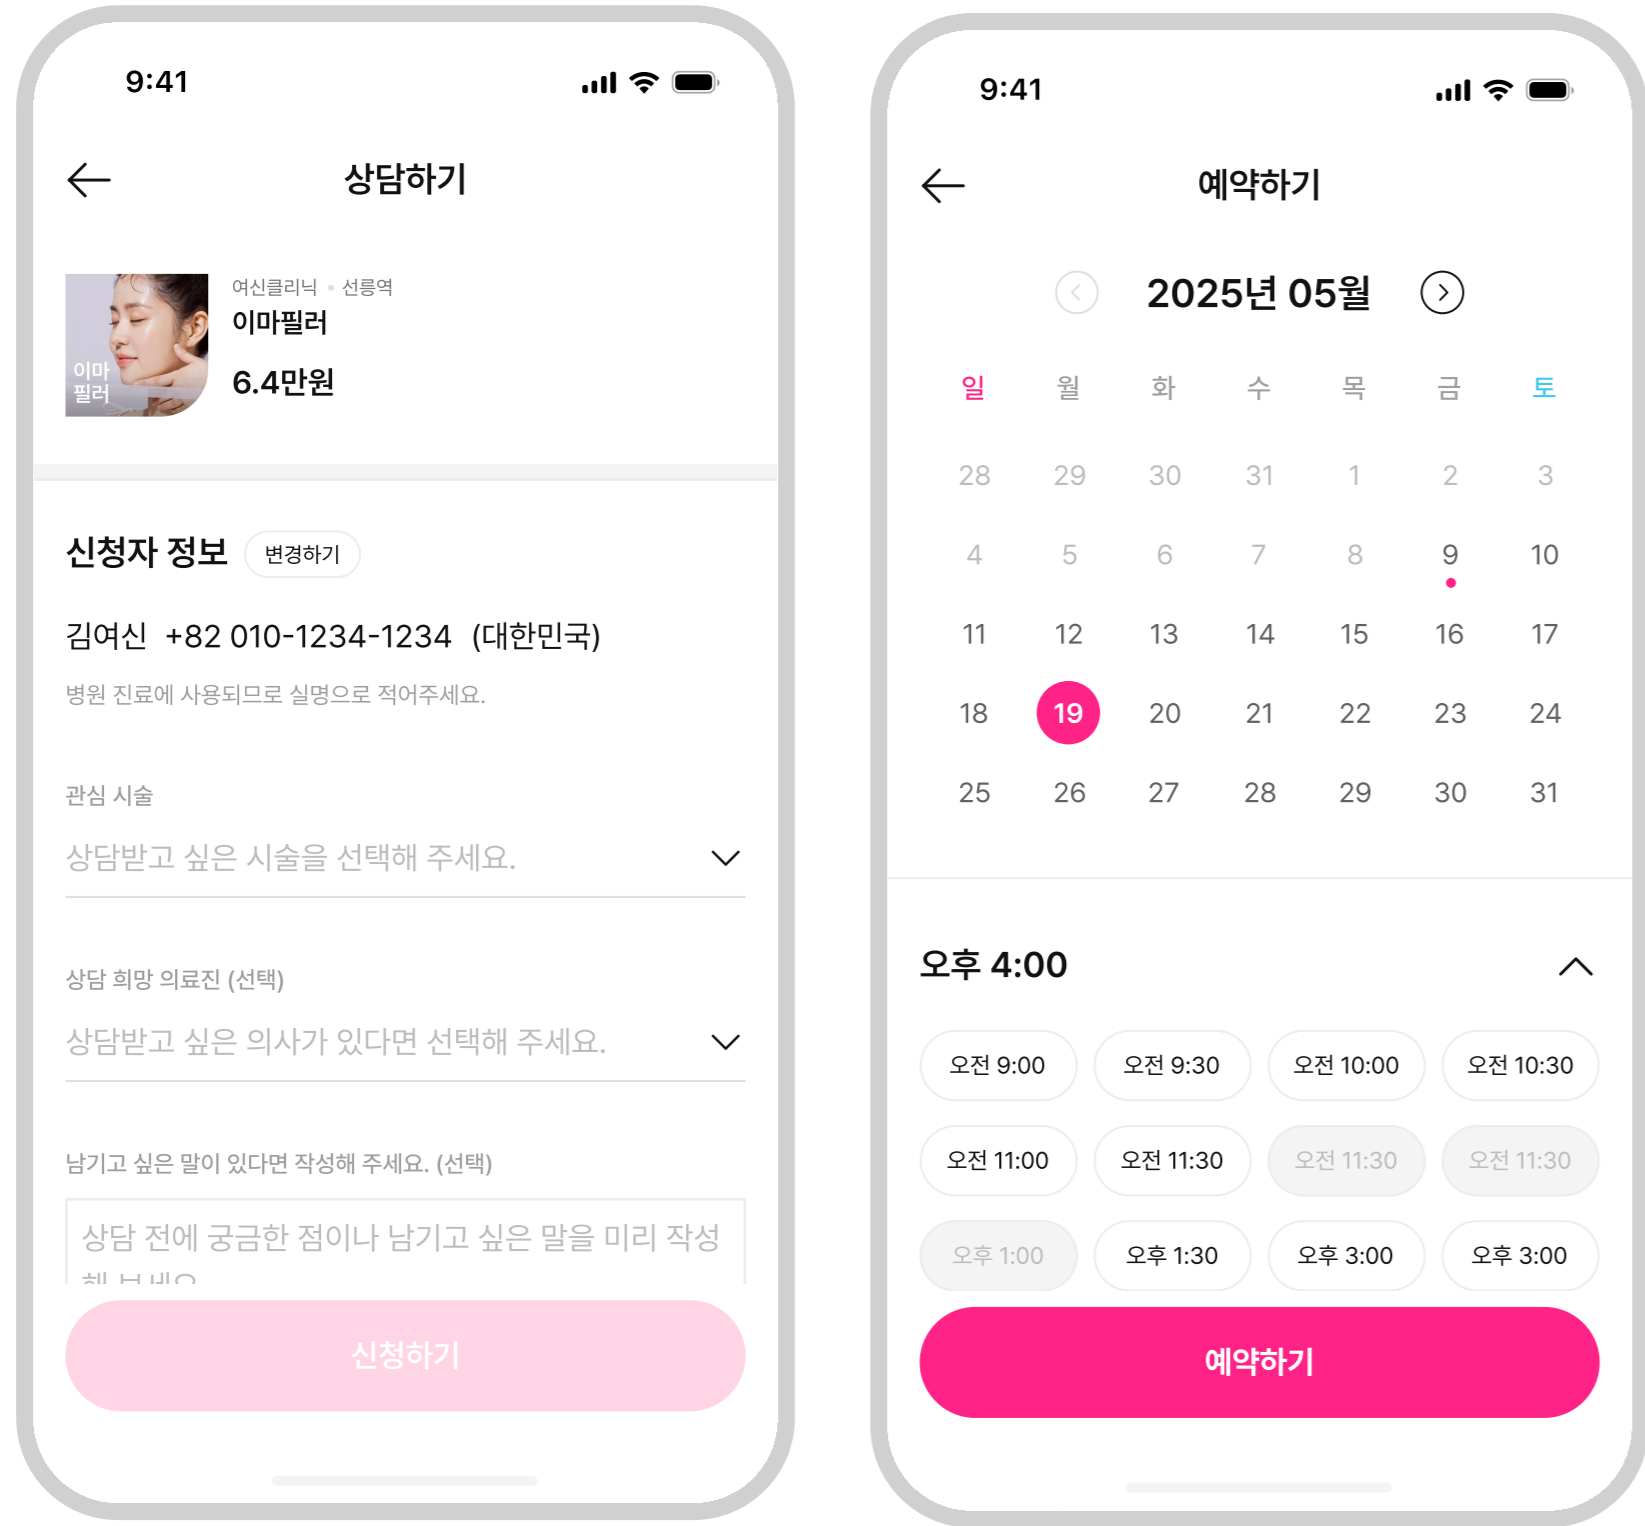 9:41
상담하기
여신클리닉 • 선릉역
이마필러
6.4만원
이마
필러
신청자 정보 변경하기
김여신 +82 010-1234-1234 (대한민국)
병원 진료에 사용되므로 실명으로 적어주세요.
관심 시술
상담받고 싶은 시술을 선택해 주세요.
상담 희망 의료진 (선택)
상담받고 싶은 의사가 있다면 선택해 주세요.
남기고 싶은 말이 있다면 작성해 주세요. (선택)
상담 전에 궁금한 점이나 남기고 싶은 말을 미리 작성
해 보세요
신청하기
9:41
예약하기
2025년 05월
일 월 화 수 목 금 토
28 29 30 31 1 2 3
4 5 6 7 8 9 10
11 12 13 14 15 16 17
18 19 20 21 22 23 24
25 26 27 28 29 30 31
오후 4:00
오전 9:00 오전 9:30 오전 10:00 오전 10:30
오전 11:00 오전 11:30 오전 11:30 오전 11:30
오후 1:00 오후 1:30 오후 3:00 오후 3:00
예약하기